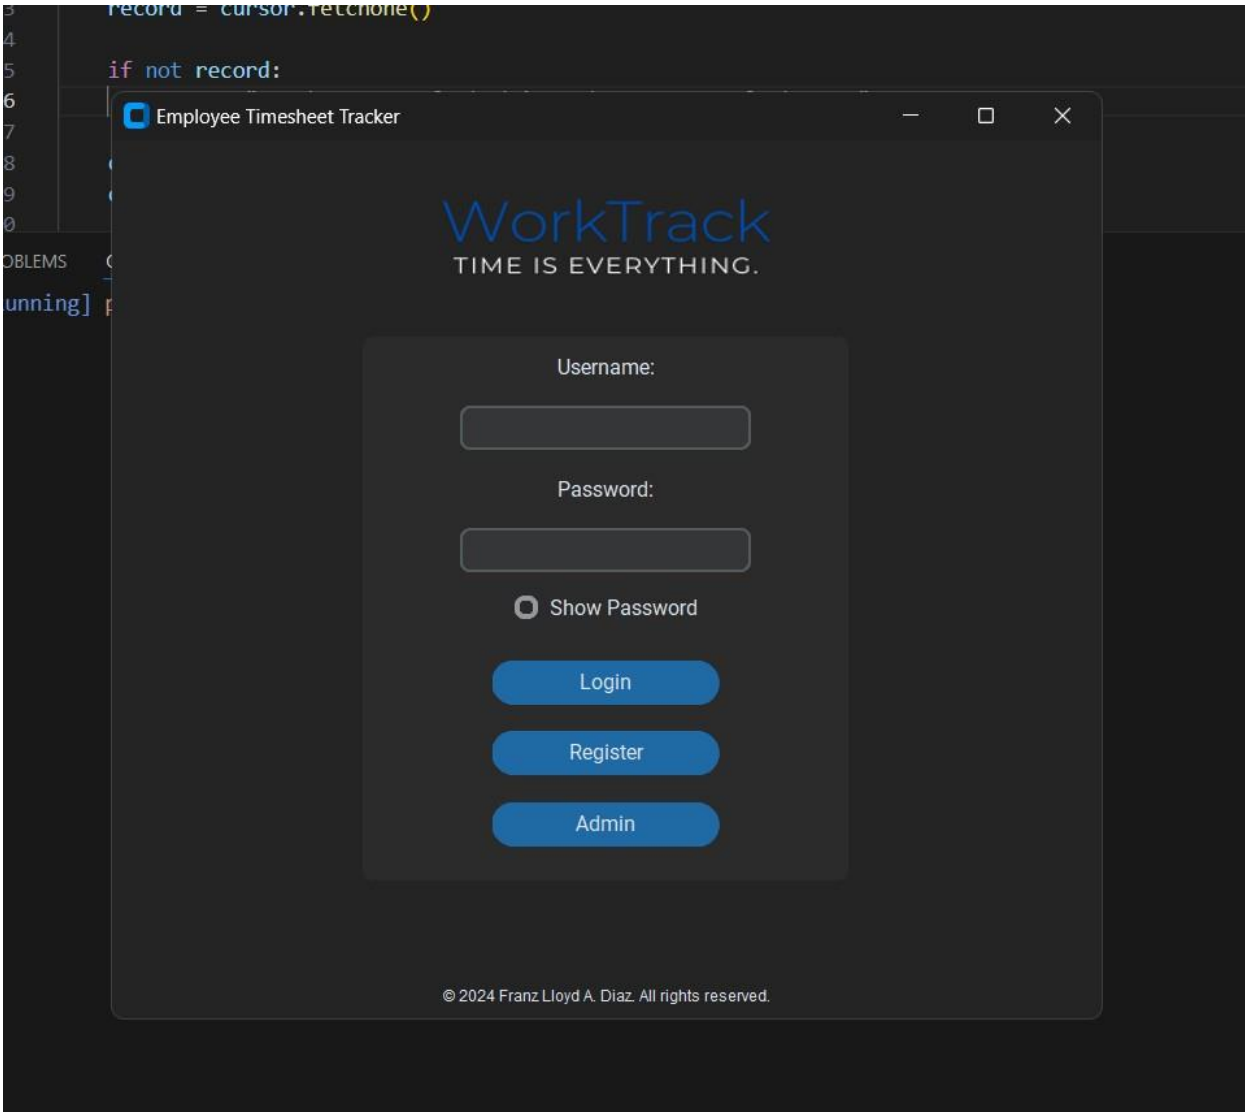 record = cursor.fetchone()
4
5 if not record:
6
7
8
9
0
Employee Timesheet Tracker
WorkTrack
TIME IS EVERYTHING.
OBLEMS
unning]
Username:
Password:
Show Password
Login
Register
Admin
© 2024 Franz Lloyd A. Diaz. All rights reserved.